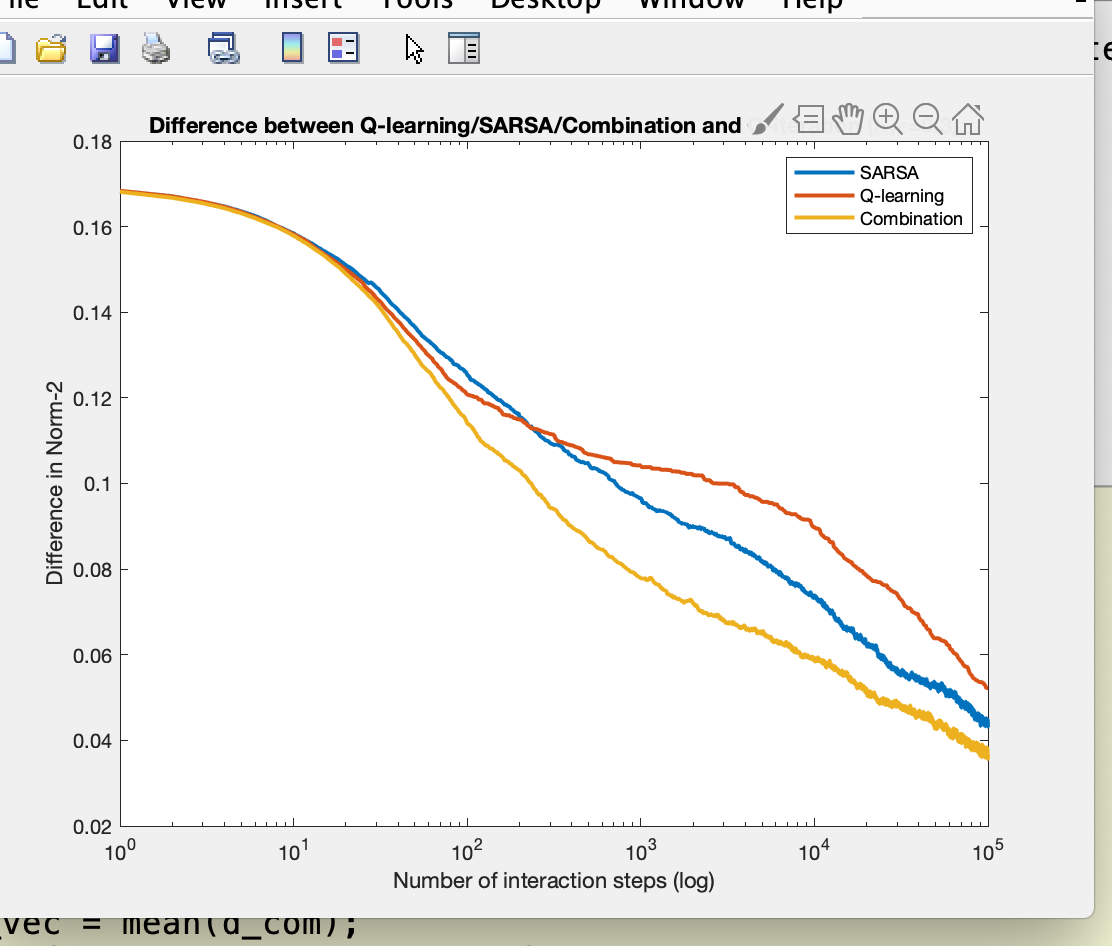 Edit View Insert Tools Desktop Window Help
Difference between Q-learning/SARSA/Combination and
SARSA
Q-learning
Combination
0.18
0.16
0.14
0.12
0.1
0.08
0.06
0.04
0.02
Difference in Norm-2
10^0 10^1 10^2 10^3 10^4 10^5
Number of interaction steps (log)
vec = mean(d_com);